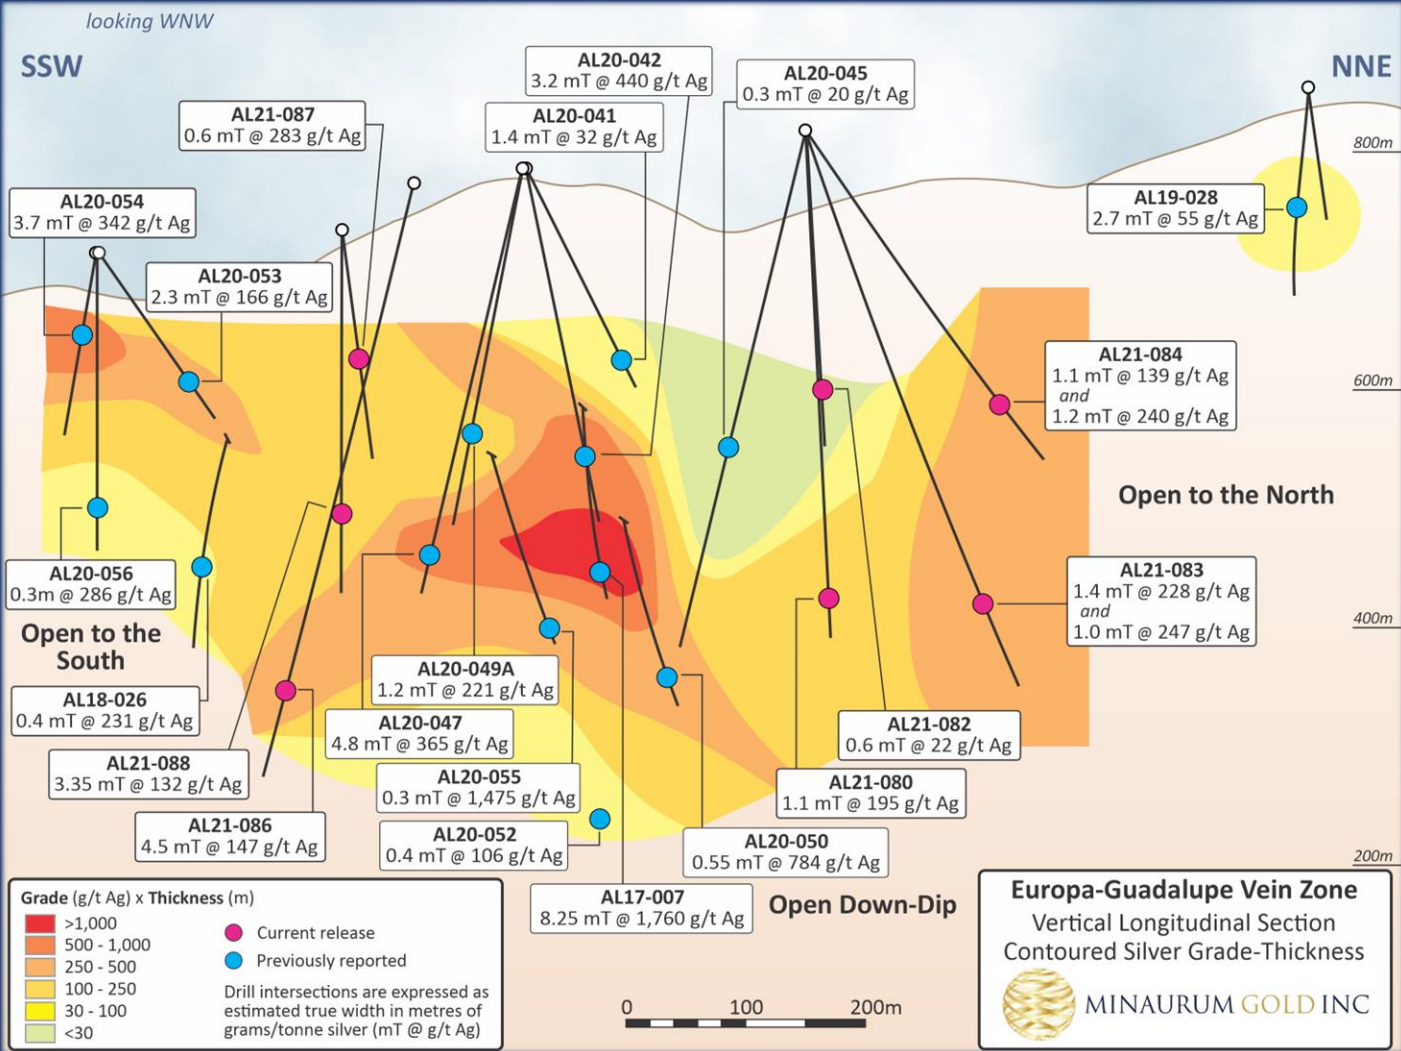 looking WNW
SSW
NNE
AL20-042
3.2 mT @ 440 g/t Ag
AL20-045
0.3 mT @ 20 g/t Ag
AL21-087
0.6 mT @ 283 g/t Ag
AL20-041
1.4 mT @ 32 g/t Ag
800m
AL20-054
3.7 mT @ 342 g/t Ag
AL19-028
2.7 mT @ 55 g/t Ag
AL20-053
2.3 mT @ 166 g/t Ag
AL21-084
1.1 mT @ 139 g/t Ag
and
1.2 mT @ 240 g/t Ag
600m
Open to the North
AL20-056
0.3m @ 286 g/t Ag
AL21-083
1.4 mT @ 228 g/t Ag
and
1.0 mT @ 247 g/t Ag
400m
Open to the
South
AL20-049A
1.2 mT @ 221 g/t Ag
AL18-026
0.4 mT @ 231 g/t Ag
AL20-047
4.8 mT @ 365 g/t Ag
AL21-082
0.6 mT @ 22 g/t Ag
AL21-088
3.35 mT @ 132 g/t Ag
AL20-055
0.3 mT @ 1,475 g/t Ag
AL21-080
1.1 mT @ 195 g/t Ag
AL21-086
4.5 mT @ 147 g/t Ag
AL20-052
0.4 mT @ 106 g/t Ag
AL20-050
0.55 mT @ 784 g/t Ag
200m
AL17-007
8.25 mT @ 1,760 g/t Ag
Open Down-Dip
Grade (g/t Ag) x Thickness (m)
>1,000
500 - 1,000
250 - 500
100 - 250
30 - 100
<30
Current release
Previously reported
Drill intersections are expressed as
estimated true width in metres of
grams/tonne silver (mT @ g/t Ag)
0 100 200m
Europa-Guadalupe Vein Zone
Vertical Longitudinal Section
Contoured Silver Grade-Thickness
MINAURUM GOLD INC